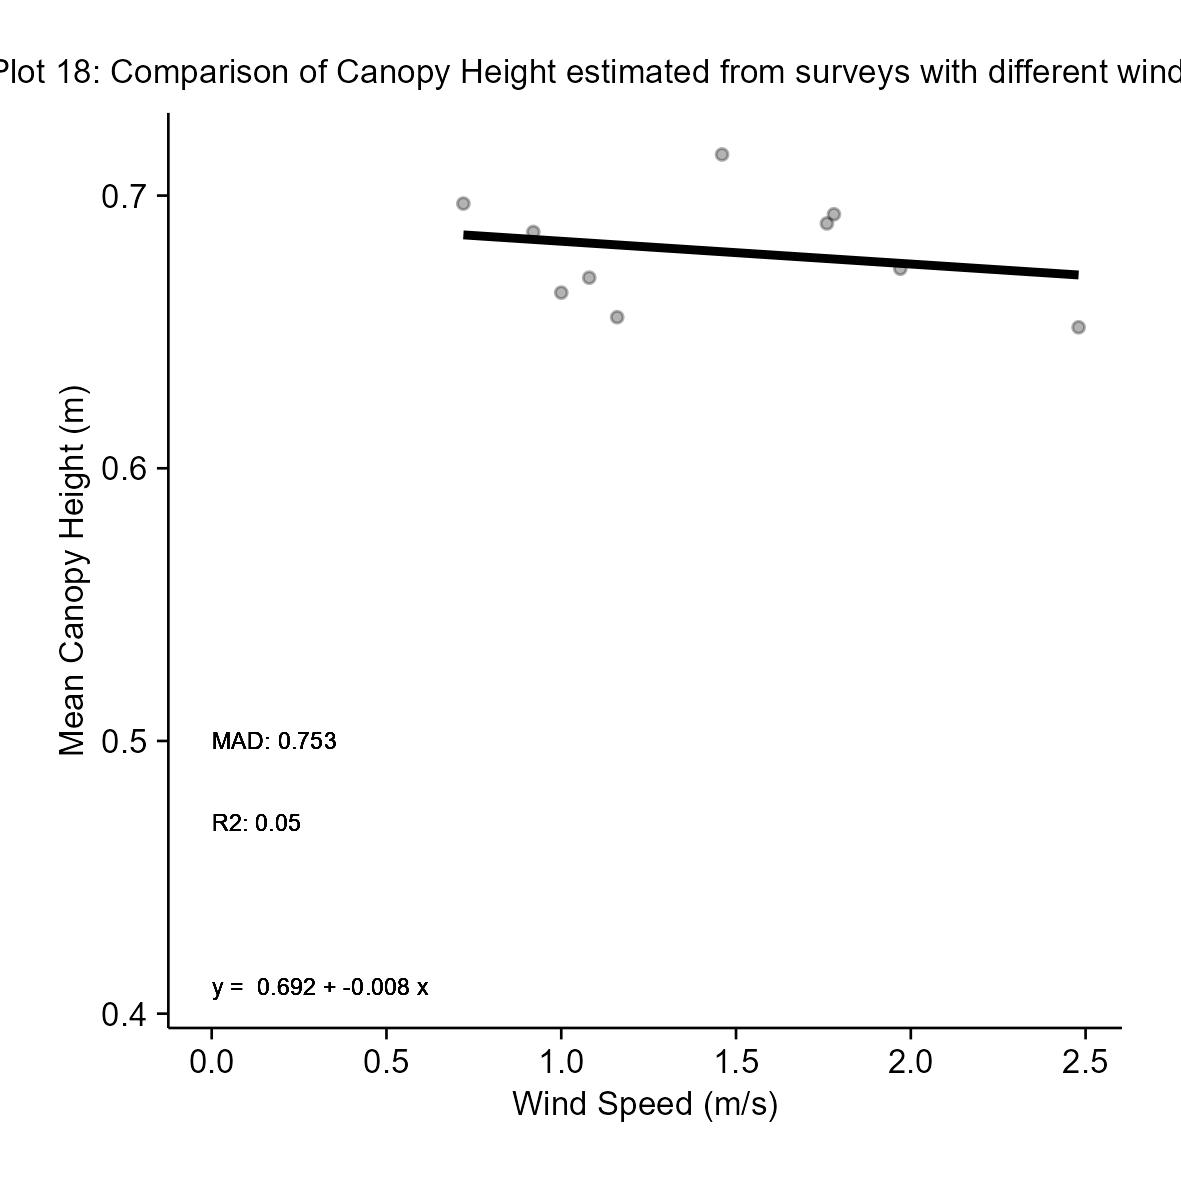 Plot 18: Comparison of Canopy Height estimated from surveys with different wind
0.7
0.6
0.5
0.4
Mean Canopy Height (m)
MAD: 0.753
R2: 0.05
y = 0.692 + -0.008 x
0.0 0.5 1.0 1.5 2.0 2.5
Wind Speed (m/s)